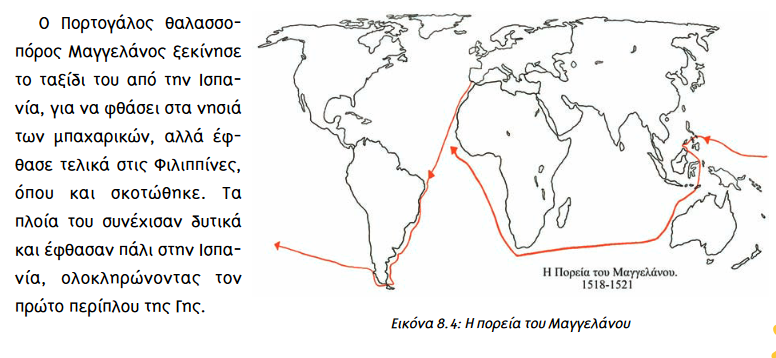 Ο Πορτογάλος θαλασσο-
πόρος Μαγγελάνος ξεκίνησε
το ταξίδι του από την Ισπα-
νία, για να φθάσει στα νησιά
των μπαχαρικών, αλλά έφ-
θασε τελικά στις Φιλιππίνες,
όπου και σκοτώθηκε. Τα
πλοία του συνέχισαν δυτικά
και έφθασαν πάλι στην Ισπα-
νία, ολοκληρώνοντας τον
πρώτο περίπλου της Γης.
Η Πορεία του Μαγγελάνου.
1518-1521
Εικόνα 8.4: Η πορεία του Μαγγελάνου